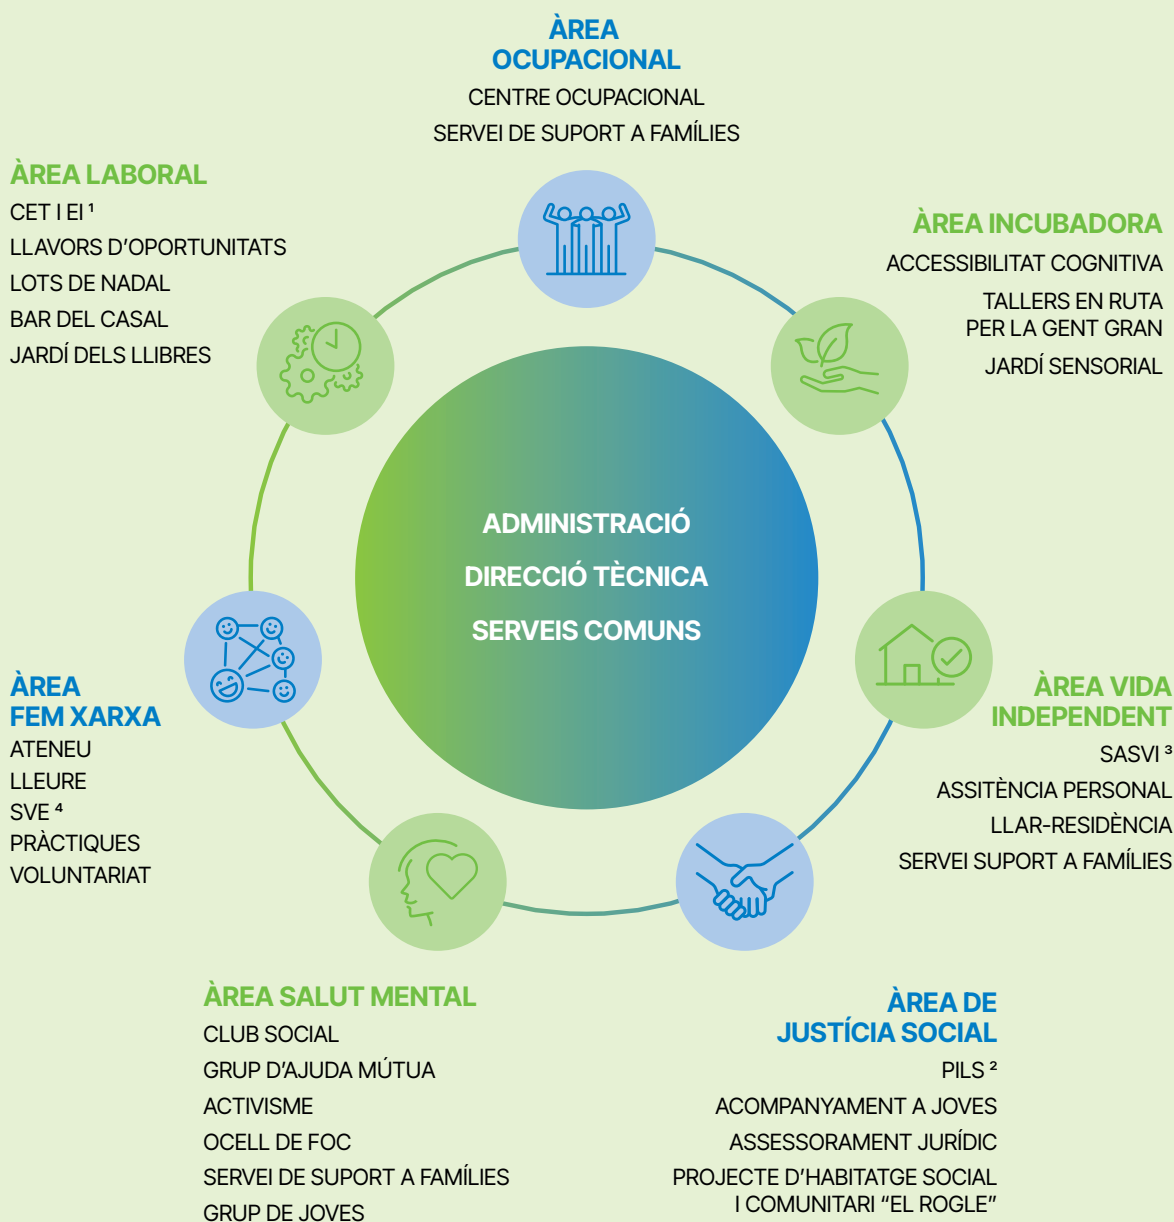 ÀREA
OCUPACIONAL
CENTRE OCUPACIONAL
SERVEI DE SUPORT A FAMÍLIES
ÀREA LABORAL
CET I EI ¹
LLAVORS D'OPORTUNITATS
LOTS DE NADAL
BAR DEL CASAL
JARDÍ DELS LLIBRES
ÀREA INCUBADORA
ACCESSIBILITAT COGNITIVA
TALLERS EN RUTA
PER LA GENT GRAN
JARDÍ SENSORIAL
ADMINISTRACIÓ
DIRECCIÓ TÈCNICA
SERVEIS COMUNS
ÀREA
FEM XARXA
ATENEU
LLEURE
SVE ⁴
PRÀCTIQUES
VOLUNTARIAT
ÀREA VIDA
INDEPENDENT
SASVI ³
ASSITÈNCIA PERSONAL
LLAR-RESIDÈNCIA
SERVEI SUPORT A FAMÍLIES
ÀREA SALUT MENTAL
CLUB SOCIAL
GRUP D'AJUDA MÚTUA
ACTIVISME
OCELL DE FOC
SERVEI DE SUPORT A FAMÍLIES
GRUP DE JOVES
ÀREA DE
JUSTÍCIA SOCIAL
PILS ²
ACOMPANYAMENT A JOVES
ASSESSORAMENT JURÍDIC
PROJECTE D'HABITATGE SOCIAL
I COMUNITARI “EL ROGLE”